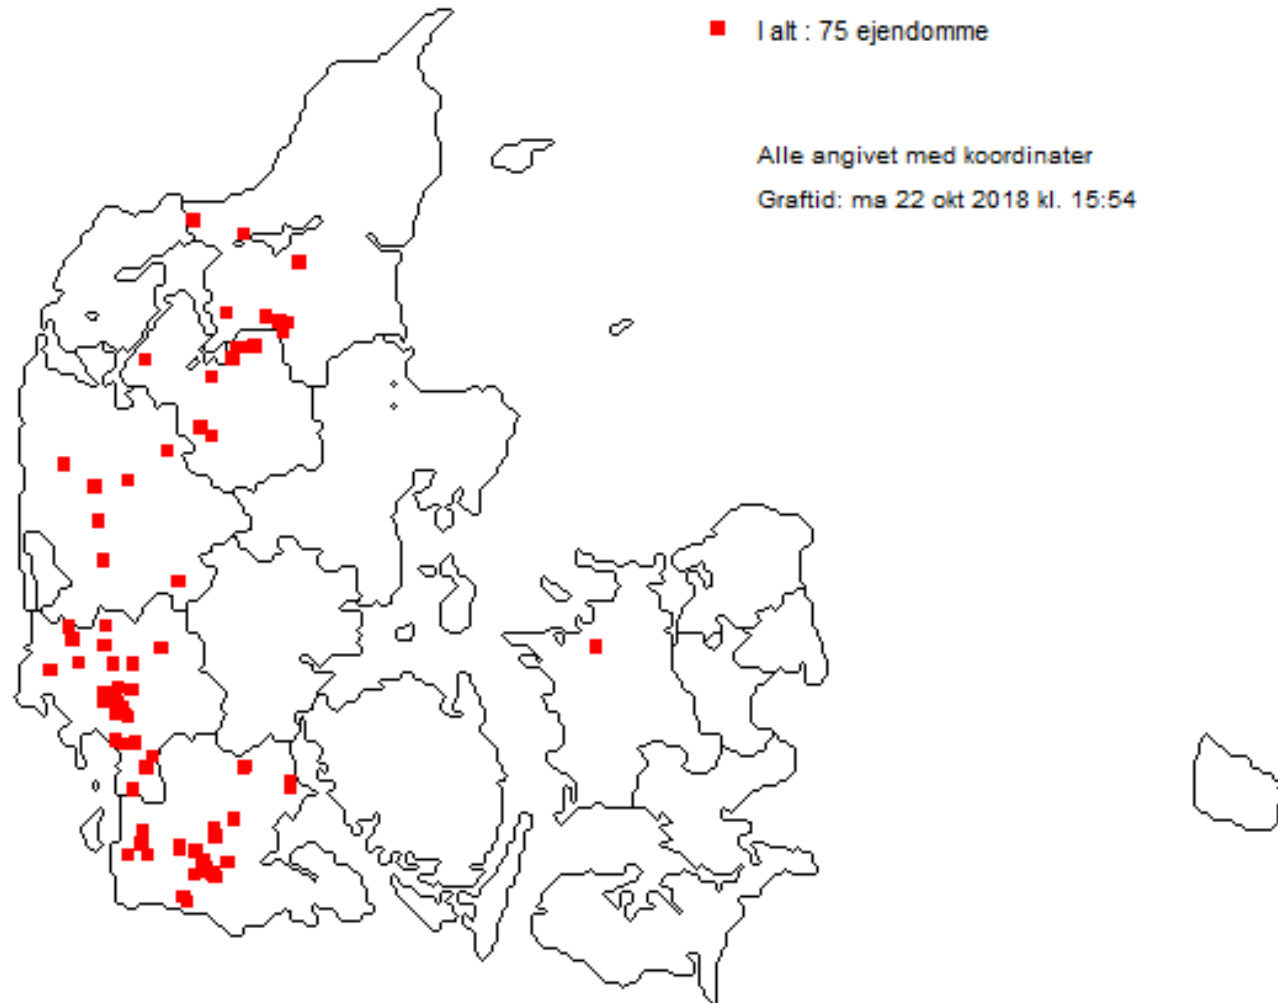 I alt : 75 ejendomme
Alle angivet med koordinater
Graftid: ma 22 okt 2018 kl. 15:54